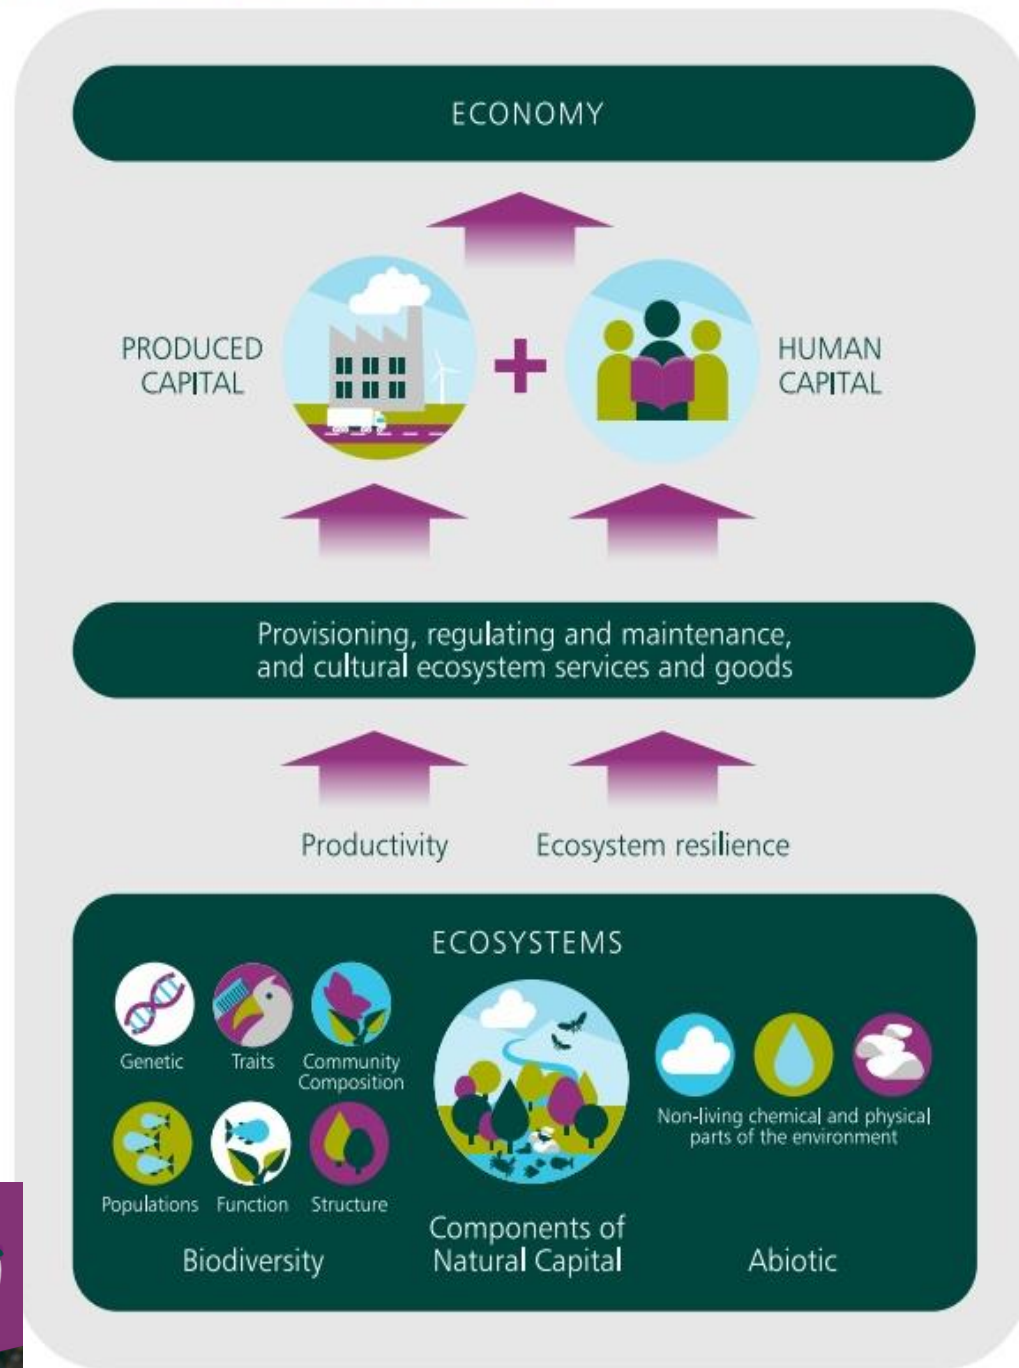 ECONOMY
PRODUCED
CAPITAL
HUMAN
CAPITAL
Provisioning, regulating and maintenance,
and cultural ecosystem services and goods
Productivity
Ecosystem resilience
ECOSYSTEMS
Genetic
Traits
Community
Composition
Non-living chemical and physical
parts of the environment
Populations
Function
Structure
Biodiversity
Components of
Natural Capital
Abiotic